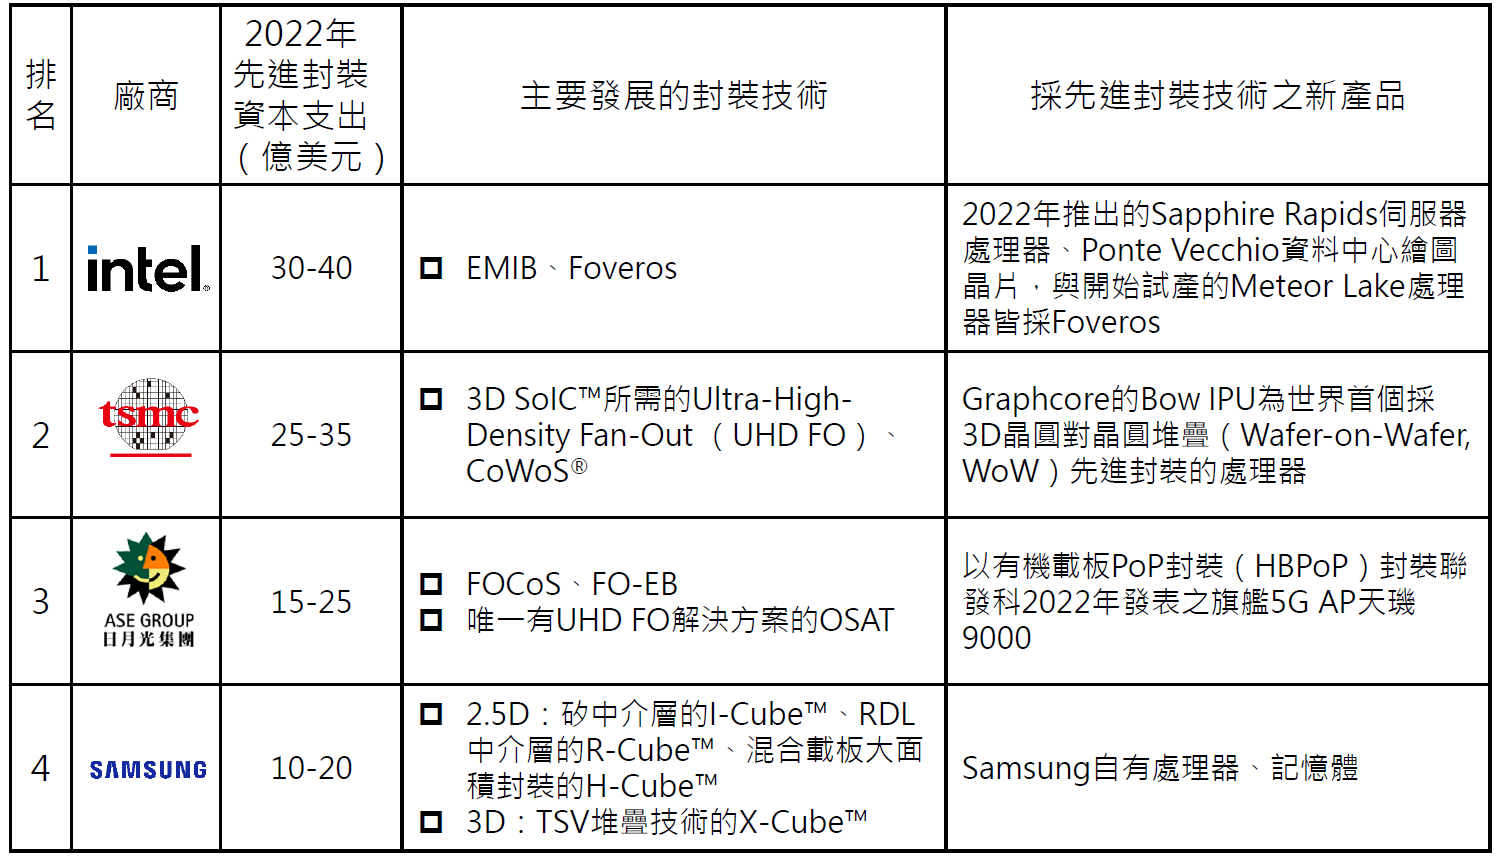 排名
廠商
2022年
先進封裝
資本支出
（億美元）
主要發展的封裝技術
採先進封裝技術之新產品
1
intel
30-40
EMIB、Foveros
2022年推出的Sapphire Rapids伺服器
處理器、Ponte Vecchio資料中心繪圖
晶片，與開始試產的Meteor Lake處理
器皆採Foveros
2
tsmc
25-35
3D SoIC™所需的Ultra-High-
Density Fan-Out （UHD FO）、
CoWoS®
Graphcore的Bow IPU為世界首個採
3D晶圓對晶圓堆疊（Wafer-on-Wafer,
WoW）先進封裝的處理器
3
ASE GROUP
日月光集團
15-25
FOCoS、FO-EB
唯一有UHD FO解決方案的OSAT
以有機載板PoP封裝（HBPoP）封裝聯
發科2022年發表之旗艦5G AP天璣
9000
4
SAMSUNG
10-20
2.5D：矽中介層的I-Cube™、RDL
中介層的R-Cube™、混合載板大面
積封裝的H-Cube™
3D：TSV堆疊技術的X-Cube™
Samsung自有處理器、記憶體